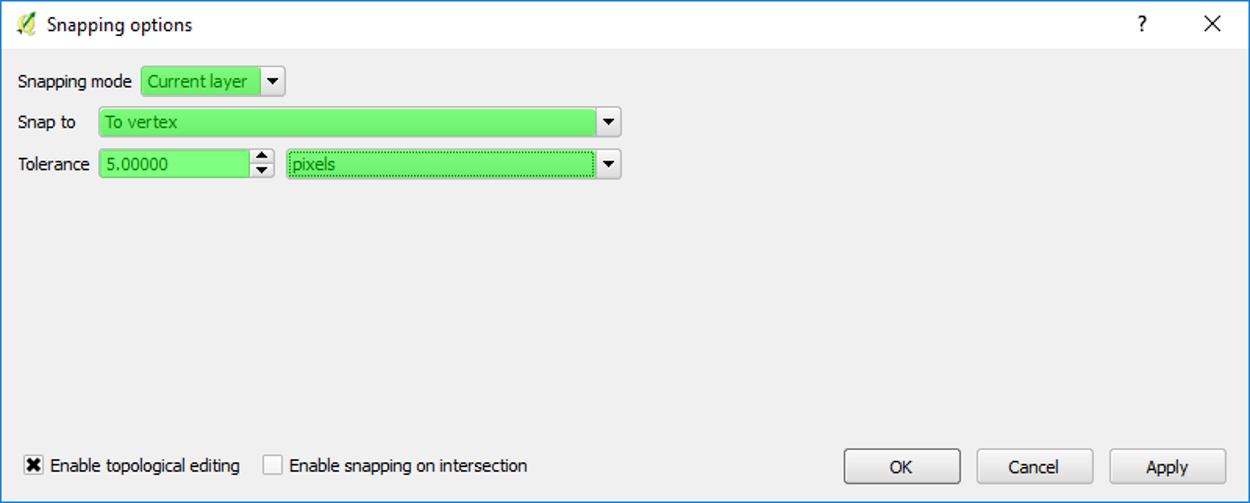 Snapping options ?
Snapping mode Current layer
Snap to To vertex
Tolerance 5.00000 pixels
Enable topological editing Enable snapping on intersection OK Cancel Apply